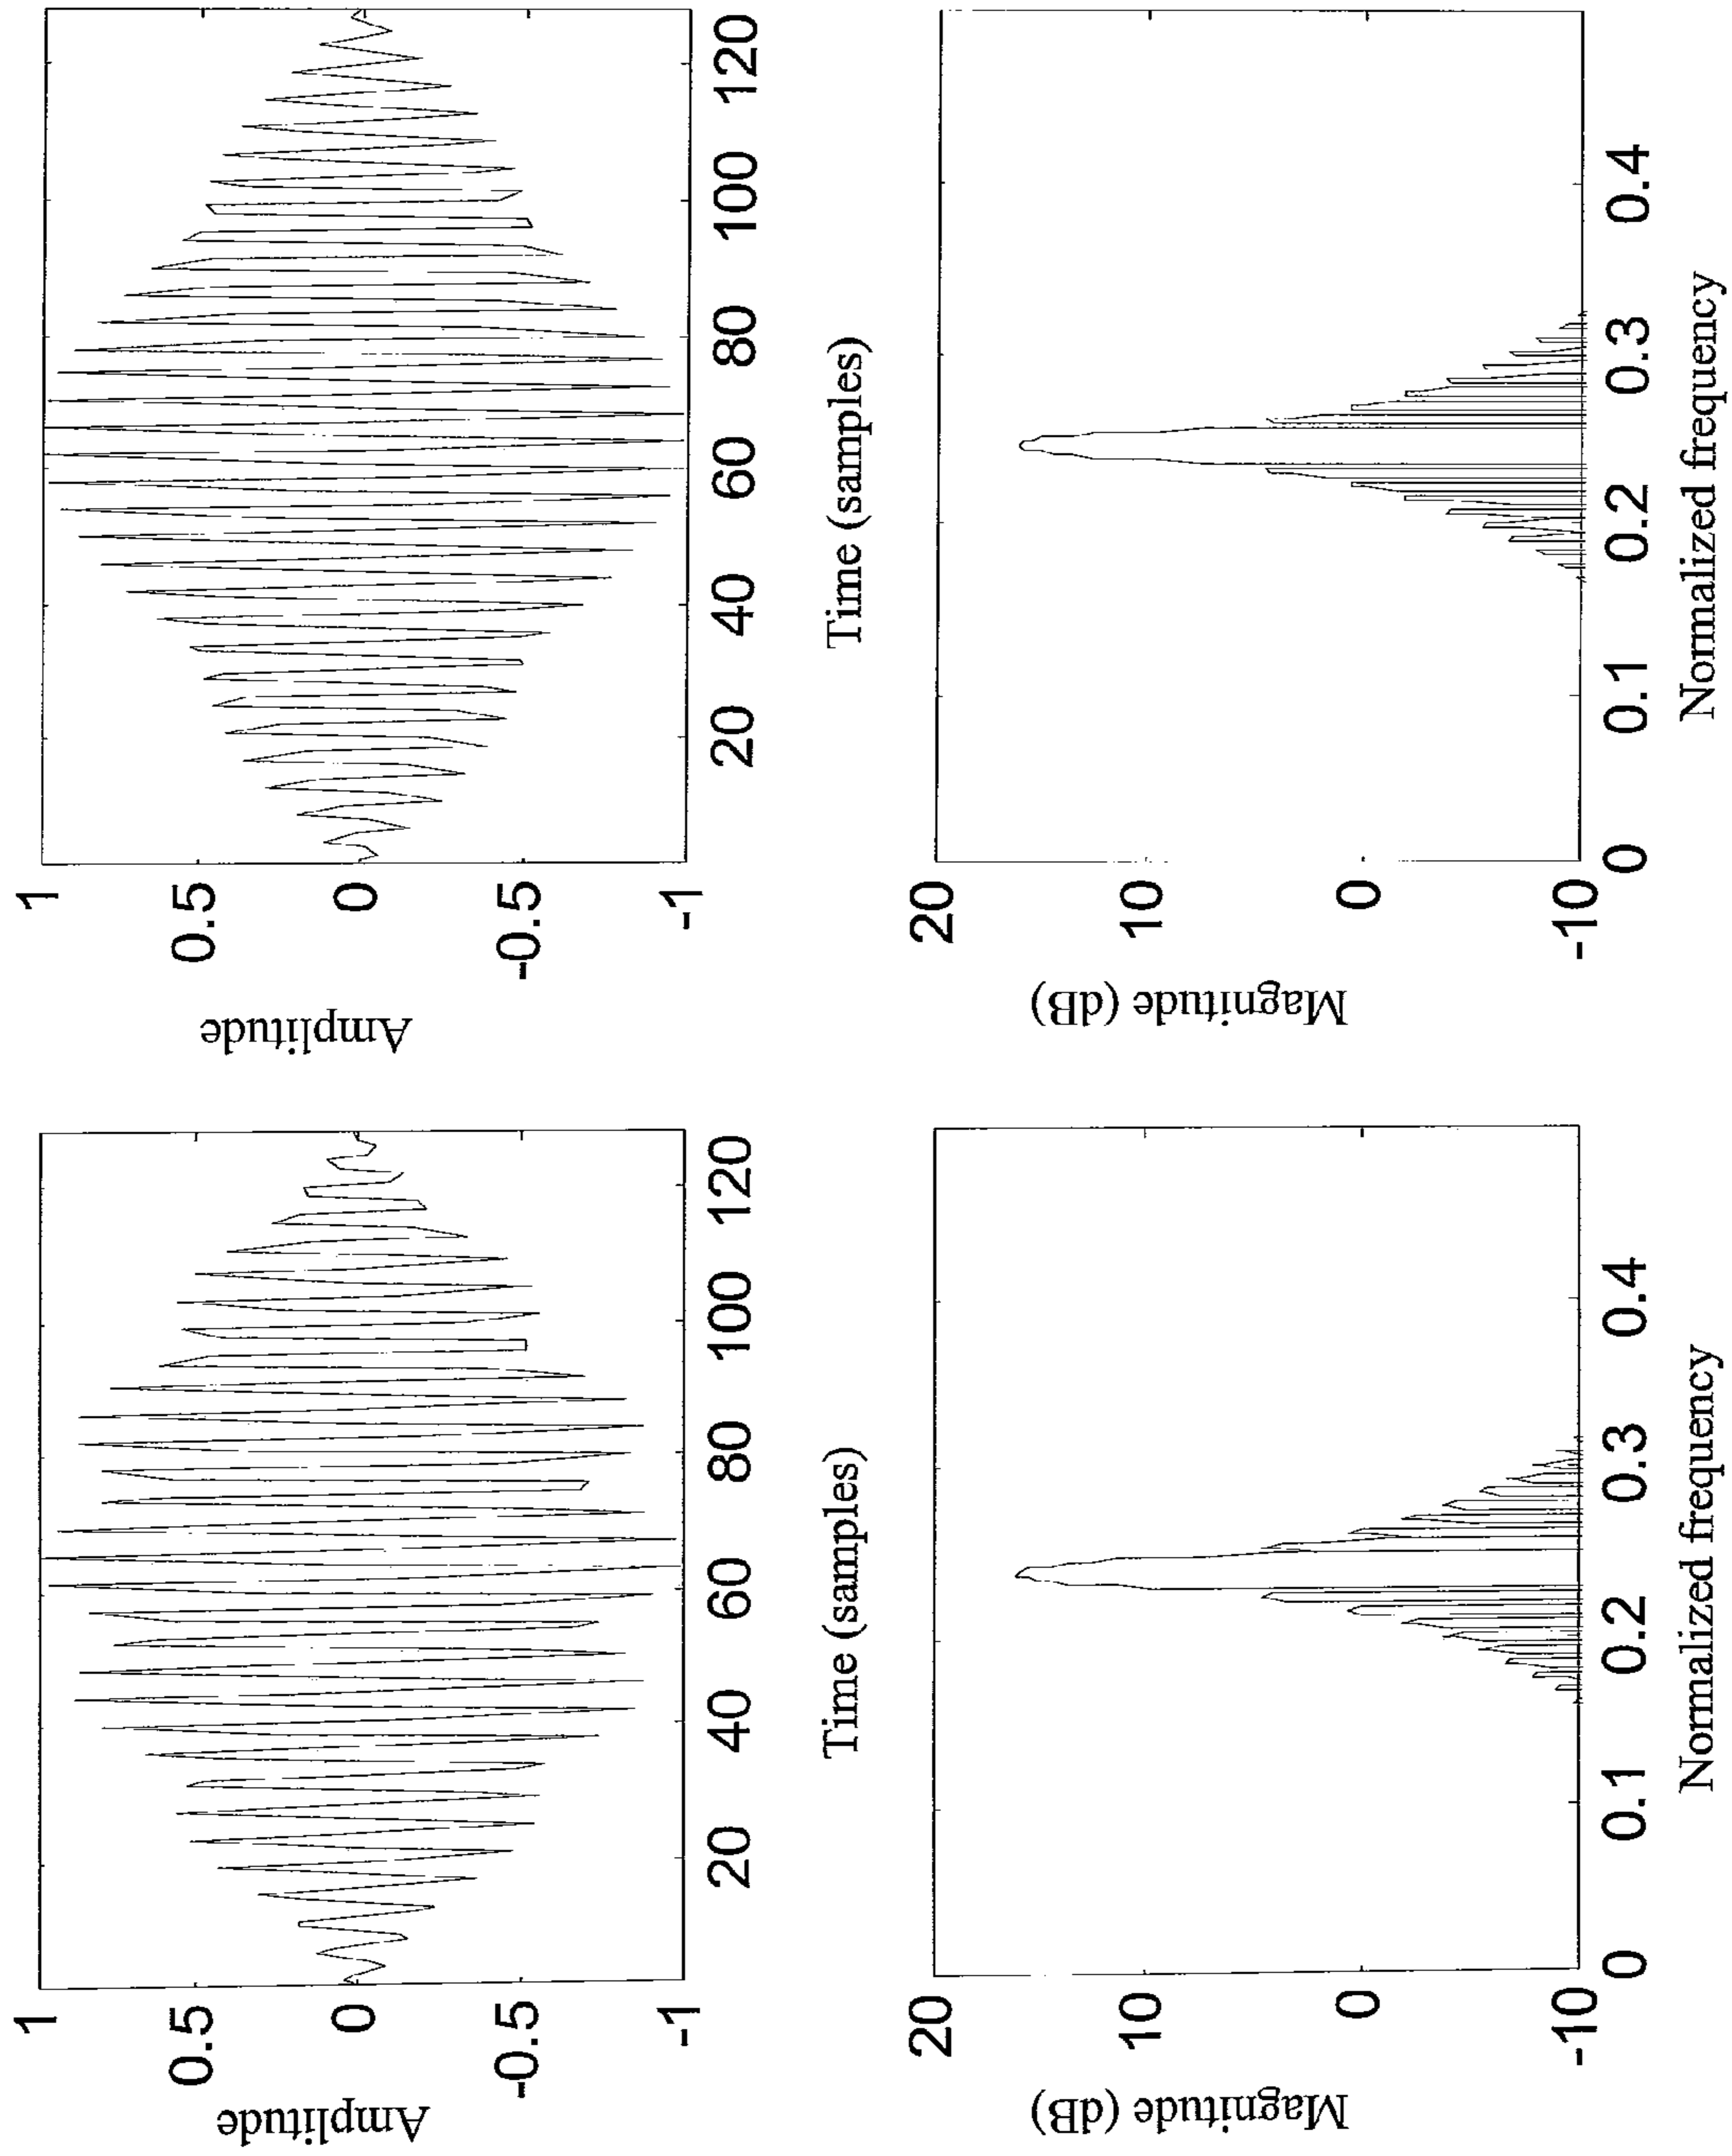 Amplitude
1
0.5
0
-0.5
-1
20 40 60 80 100 120
Time (samples)
Amplitude
1
0.5
0
-0.5
-1
20 40 60 80 100 120
Time (samples)
Magnitude (dB)
20
10
0
-10
0 0.1 0.2 0.3 0.4
Normalized frequency
Magnitude (dB)
20
10
0
-10
0 0.1 0.2 0.3 0.4
Normalized frequency